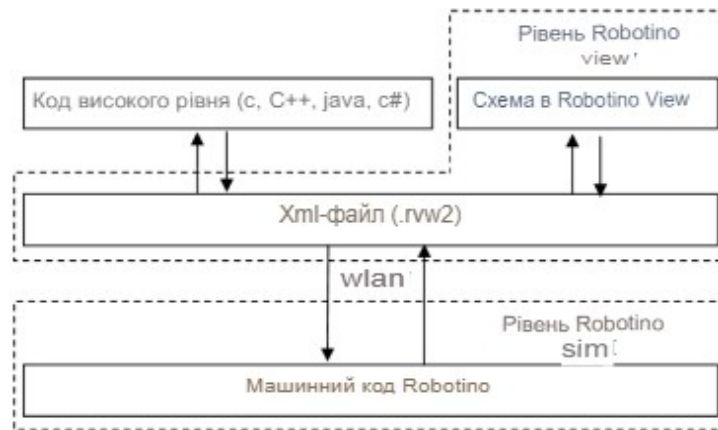 Рівень Robotino
view
Код високого рівня (с, С++, java, с#)
Схема в Robotino View
Xml-файл (.rvw2)
wlan
Рівень Robotino
sim
Машинний код Robotino